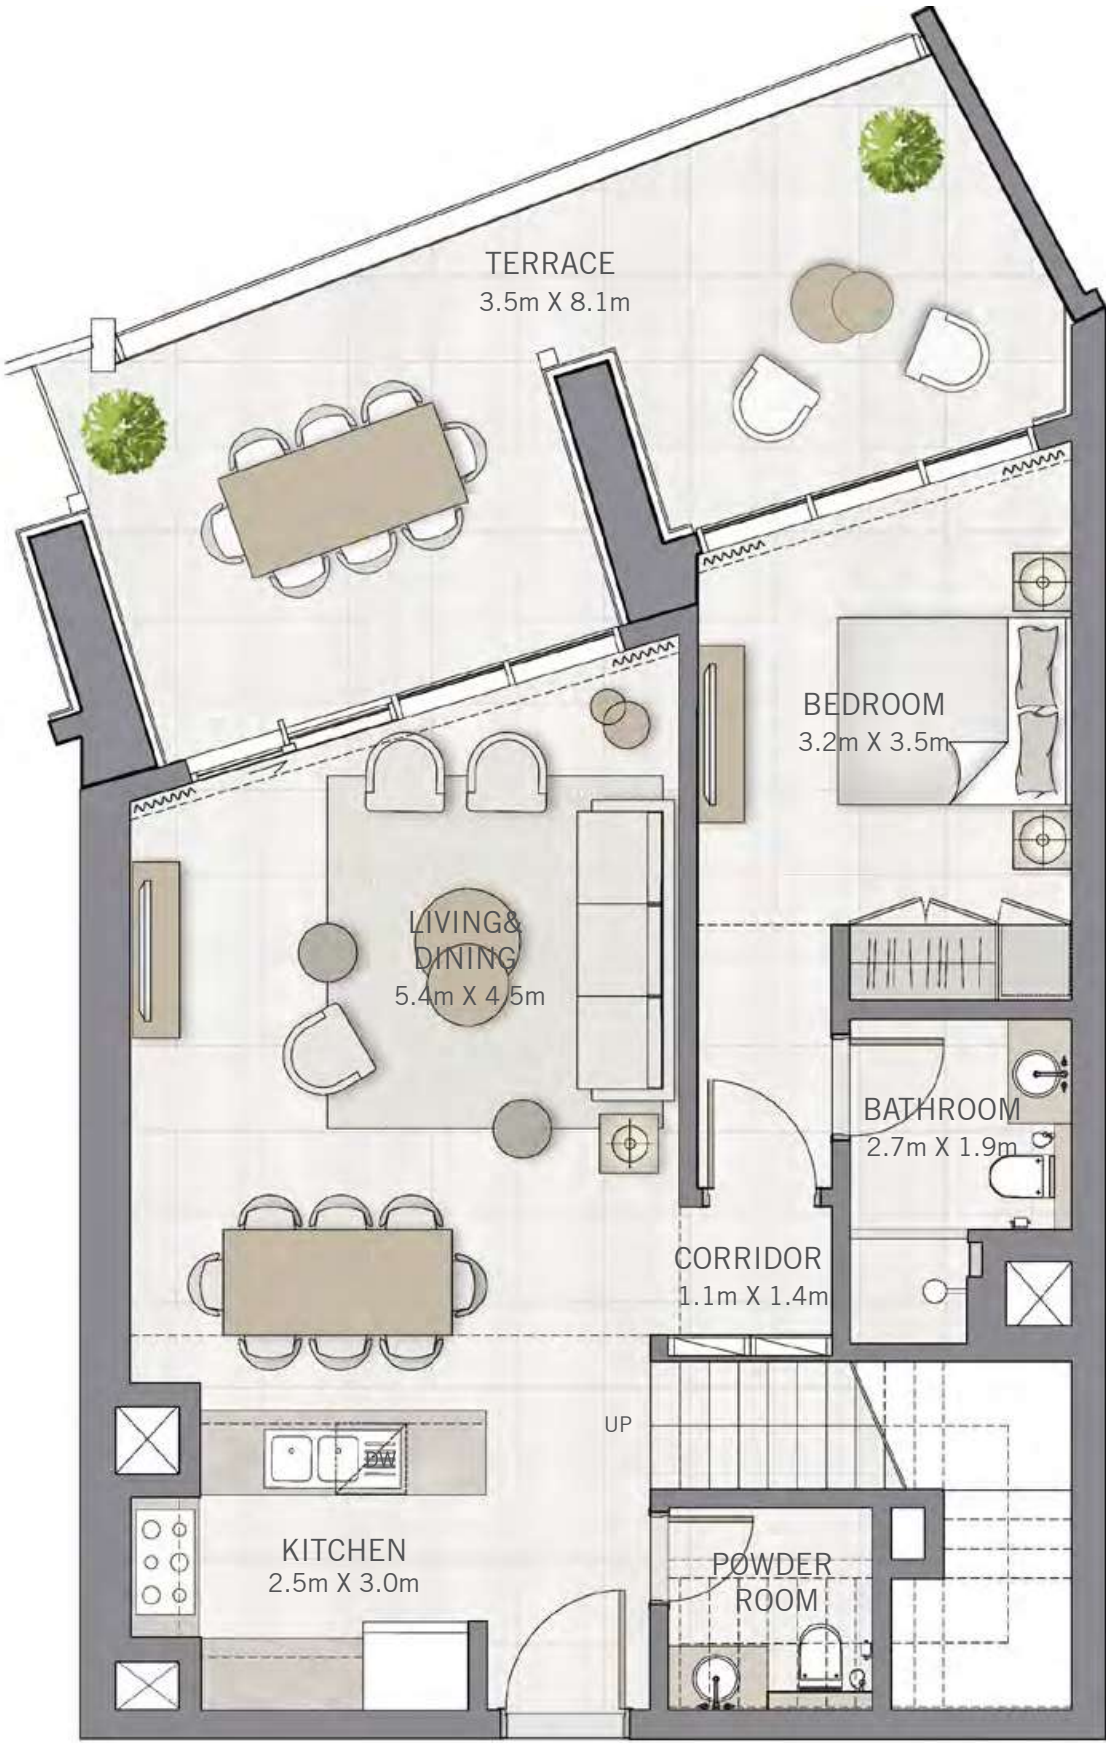 TERRACE
3.5m X 8.1m
BEDROOM
3.2m X 3.5m
LIVING&
DINING
5.4m X 4.5m
BATHROOM
2.7m X 1.9m
CORRIDOR
1.1m X 1.4m
UP
DW
KITCHEN
2.5m X 3.0m
POWDER
ROOM